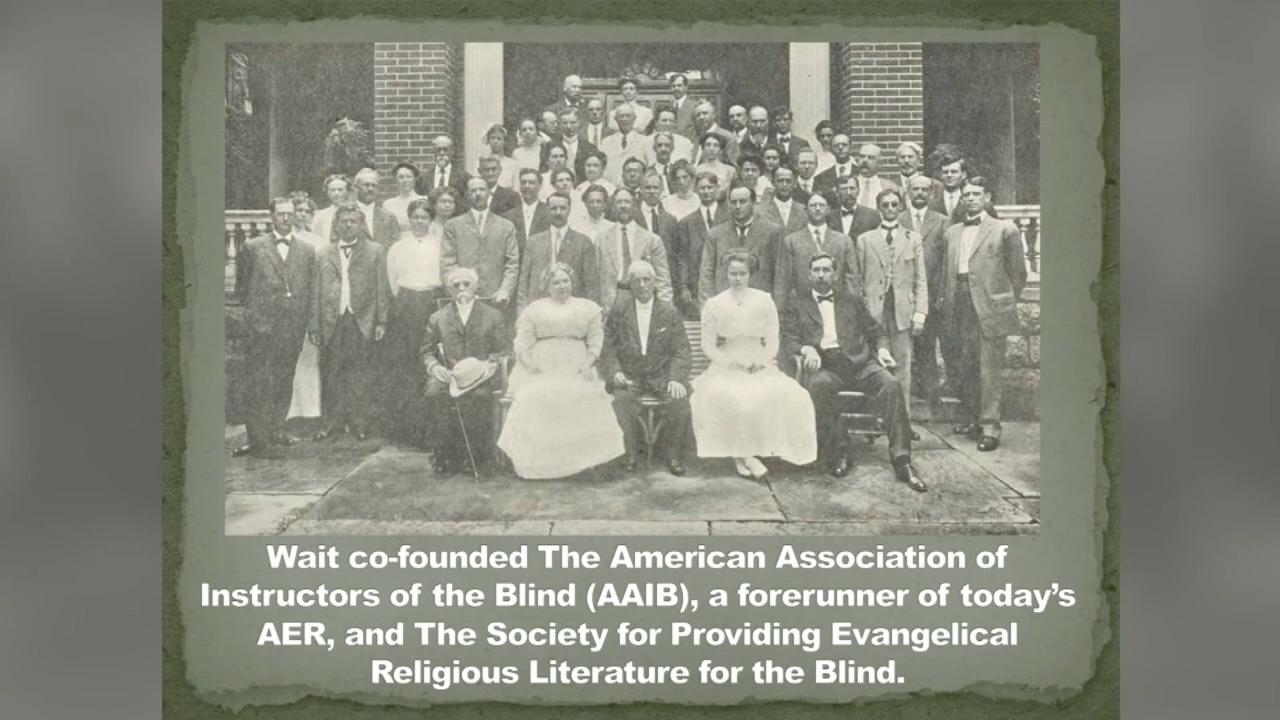 Wait co-founded The American Association of
Instructors of the Blind (AAIB), a forerunner of today’s
AER, and The Society for Providing Evangelical
Religious Literature for the Blind.